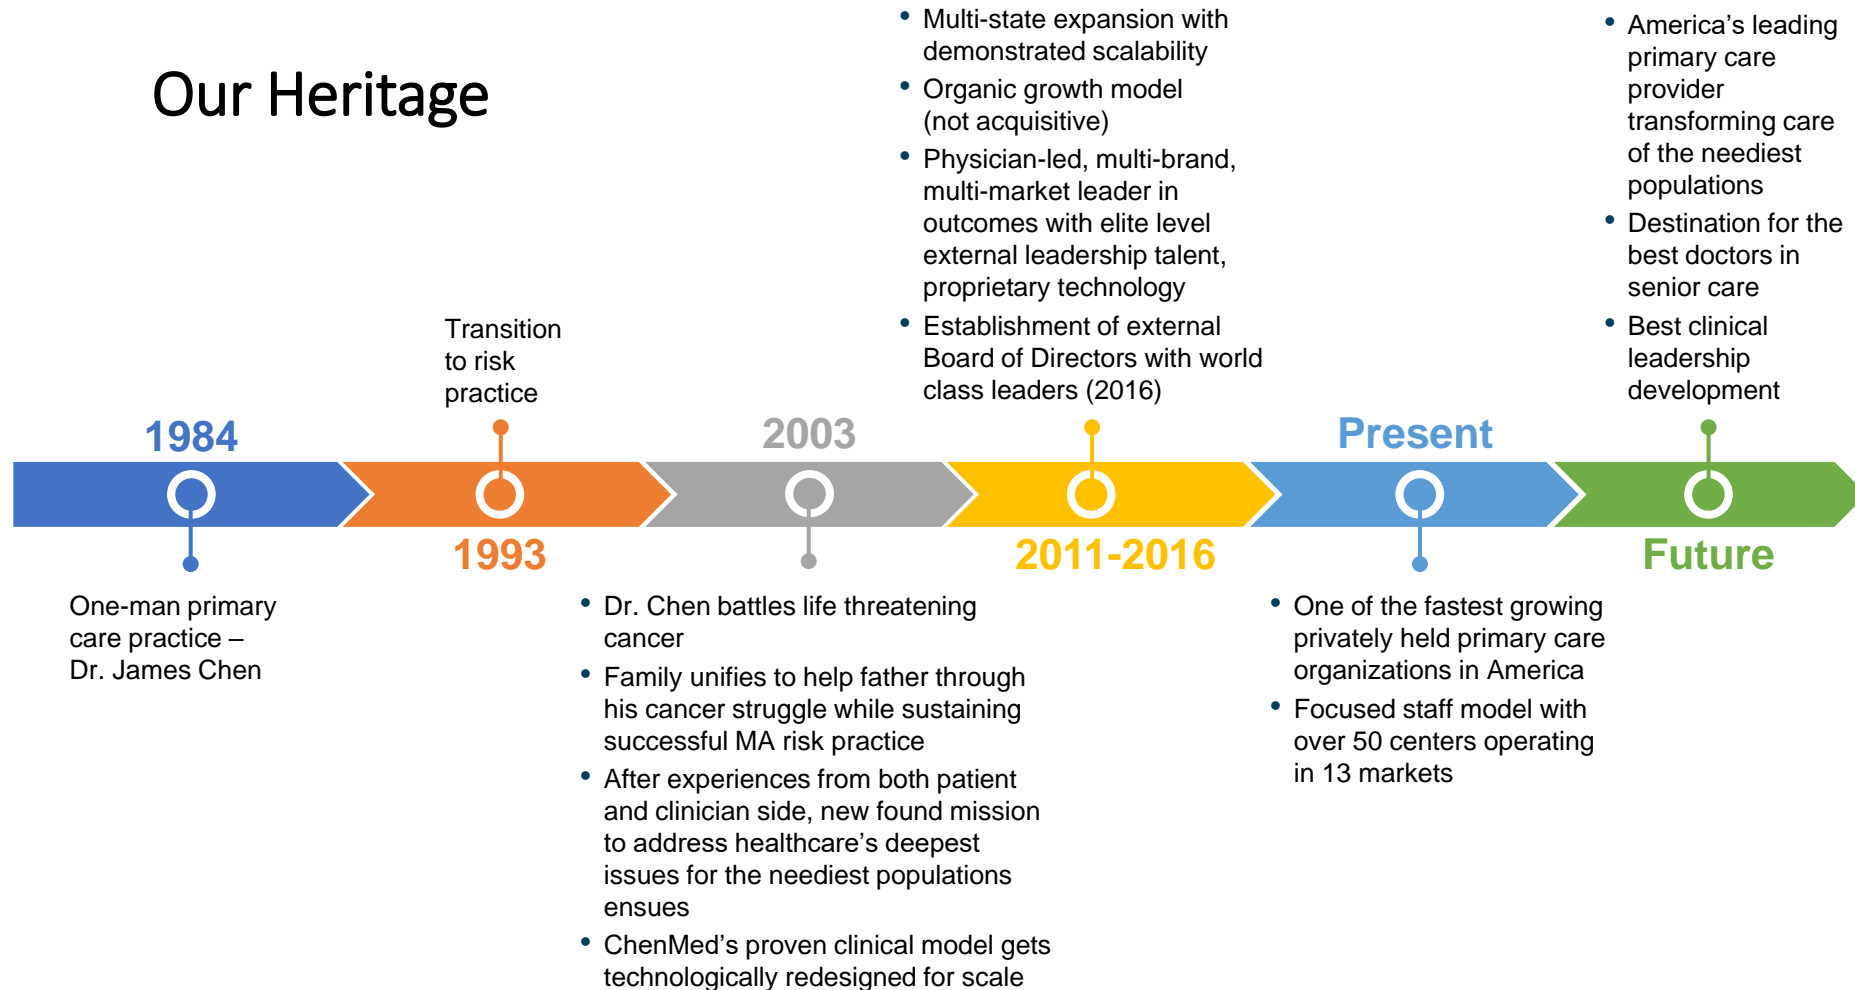 Our Heritage
1984
One-man primary
care practice –
Dr. James Chen
Transition
to risk
practice
1993
2003
• Dr. Chen battles life threatening
cancer
• Family unifies to help father through
his cancer struggle while sustaining
successful MA risk practice
• After experiences from both patient
and clinician side, new found mission
to address healthcare’s deepest
issues for the neediest populations
ensues
• ChenMed’s proven clinical model gets
technologically redesigned for scale
• Multi-state expansion with
demonstrated scalability
• Organic growth model
(not acquisitive)
• Physician-led, multi-brand,
multi-market leader in
outcomes with elite level
external leadership talent,
proprietary technology
• Establishment of external
Board of Directors with world
class leaders (2016)
2011-2016
Present
• One of the fastest growing
privately held primary care
organizations in America
• Focused staff model with
over 50 centers operating
in 13 markets
• America’s leading
primary care
provider
transforming care
of the neediest
populations
• Destination for the
best doctors in
senior care
• Best clinical
leadership
development
Future